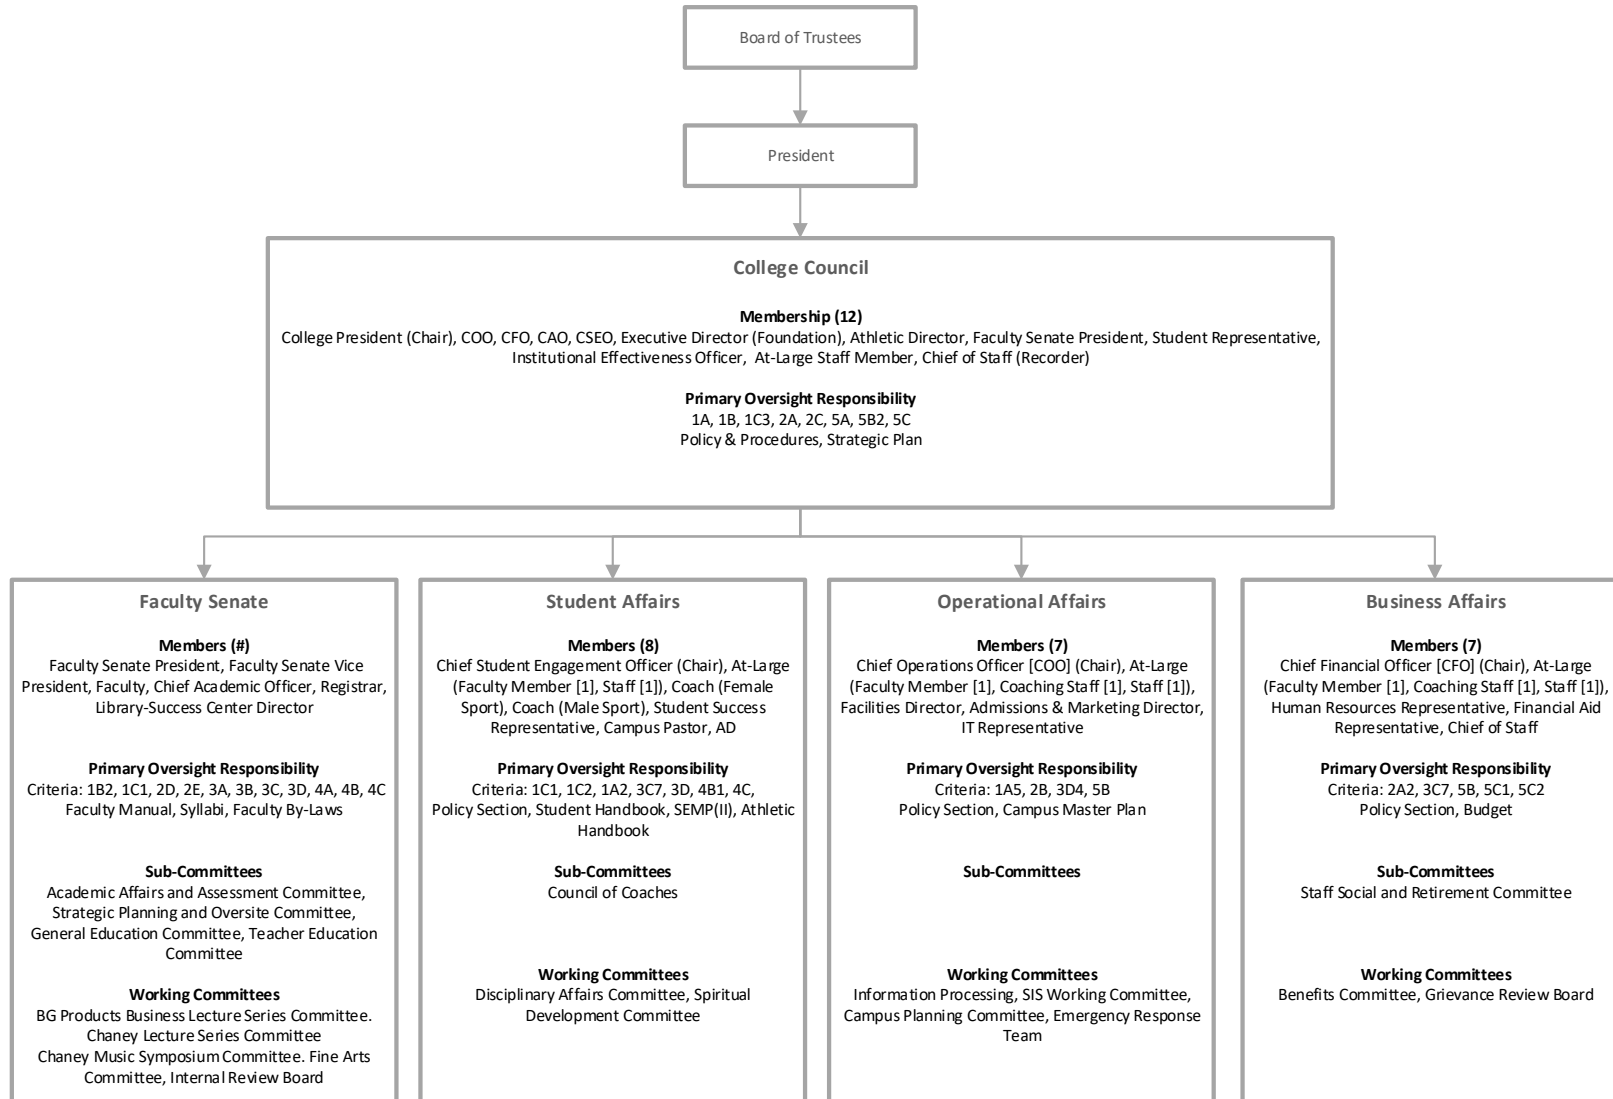 Board of Trustees
President
College Council
Membership (12)
College President (Chair), COO, CFO, CAO, CSEO, Executive Director (Foundation), Athletic Director, Faculty Senate President, Student Representative,
Institutional Effectiveness Officer, At-Large Staff Member, Chief of Staff (Recorder)
Primary Oversight Responsibility
1A, 1B, 1C3, 2A, 2C, 5A, 5B2, 5C
Policy & Procedures, Strategic Plan
Faculty Senate
Members (#)
Faculty Senate President, Faculty Senate Vice
President, Faculty, Chief Academic Officer, Registrar,
Library-Success Center Director
Primary Oversight Responsibility
Criteria: 1B2, 1C1, 2D, 2E, 3A, 3B, 3C, 3D, 4A, 4B, 4C
Faculty Manual, Syllabi, Faculty By-Laws
Sub-Committees
Academic Affairs and Assessment Committee,
Strategic Planning and Oversite Committee,
General Education Committee, Teacher Education
Committee
Working Committees
BG Products Business Lecture Series Committee.
Chaney Lecture Series Committee
Chaney Music Symposium Committee. Fine Arts
Committee, Internal Review Board
Student Affairs
Members (8)
Chief Student Engagement Officer (Chair), At-Large
(Faculty Member [1], Staff [1]), Coach (Female
Sport), Coach (Male Sport), Student Success
Representative, Campus Pastor, AD
Primary Oversight Responsibility
Criteria: 1C1, 1C2, 1A2, 3C7, 3D, 4B1, 4C,
Policy Section, Student Handbook, SEMP(II), Athletic
Handbook
Sub-Committees
Council of Coaches
Working Committees
Disciplinary Affairs Committee, Spiritual
Development Committee
Operational Affairs
Members (7)
Chief Operations Officer [COO] (Chair), At-Large
(Faculty Member [1], Coaching Staff [1], Staff [1]),
Facilities Director, Admissions & Marketing Director,
IT Representative
Primary Oversight Responsibility
Criteria: 1A5, 2B, 3D4, 5B
Policy Section, Campus Master Plan
Sub-Committees
Working Committees
Information Processing, SIS Working Committee,
Campus Planning Committee, Emergency Response
Team
Business Affairs
Members (7)
Chief Financial Officer [CFO] (Chair), At-Large
(Faculty Member [1], Coaching Staff [1], Staff [1]),
Human Resources Representative, Financial Aid
Representative, Chief of Staff
Primary Oversight Responsibility
Criteria: 2A2, 3C7, 5B, 5C1, 5C2
Policy Section, Budget
Sub-Committees
Staff Social and Retirement Committee
Working Committees
Benefits Committee, Grievance Review Board